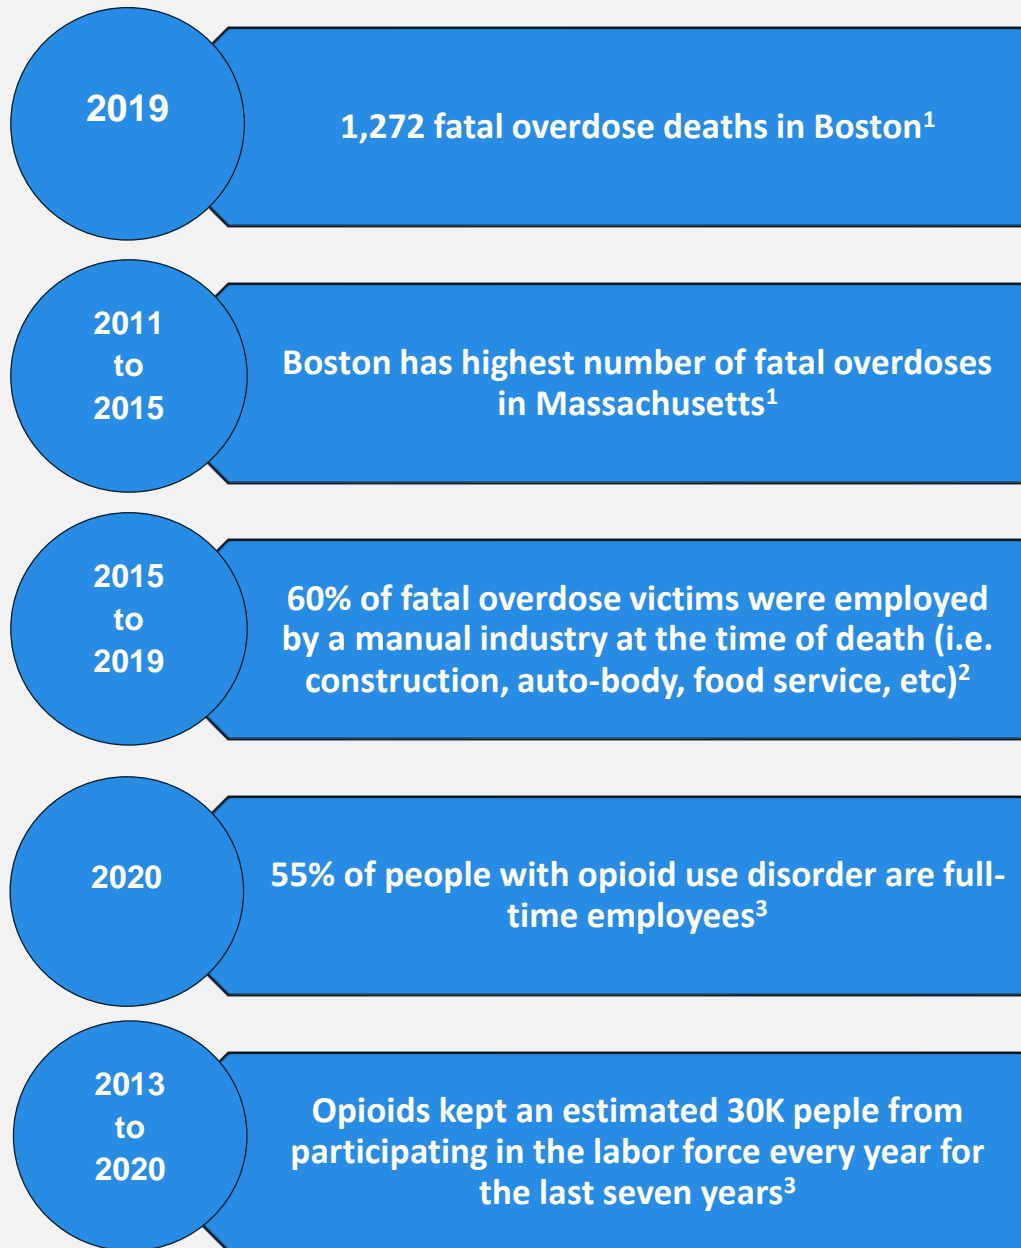 2019
1,272 fatal overdose deaths in Boston¹
2011
to
2015
Boston has highest number of fatal overdoses
in Massachusetts¹
2015
to
2019
60% of fatal overdose victims were employed
by a manual industry at the time of death (i.e.
construction, auto-body, food service, etc)²
2020
55% of people with opioid use disorder are full-
time employees³
2013
to
2020
Opioids kept an estimated 30K peple from
participating in the labor force every year for
the last seven years³